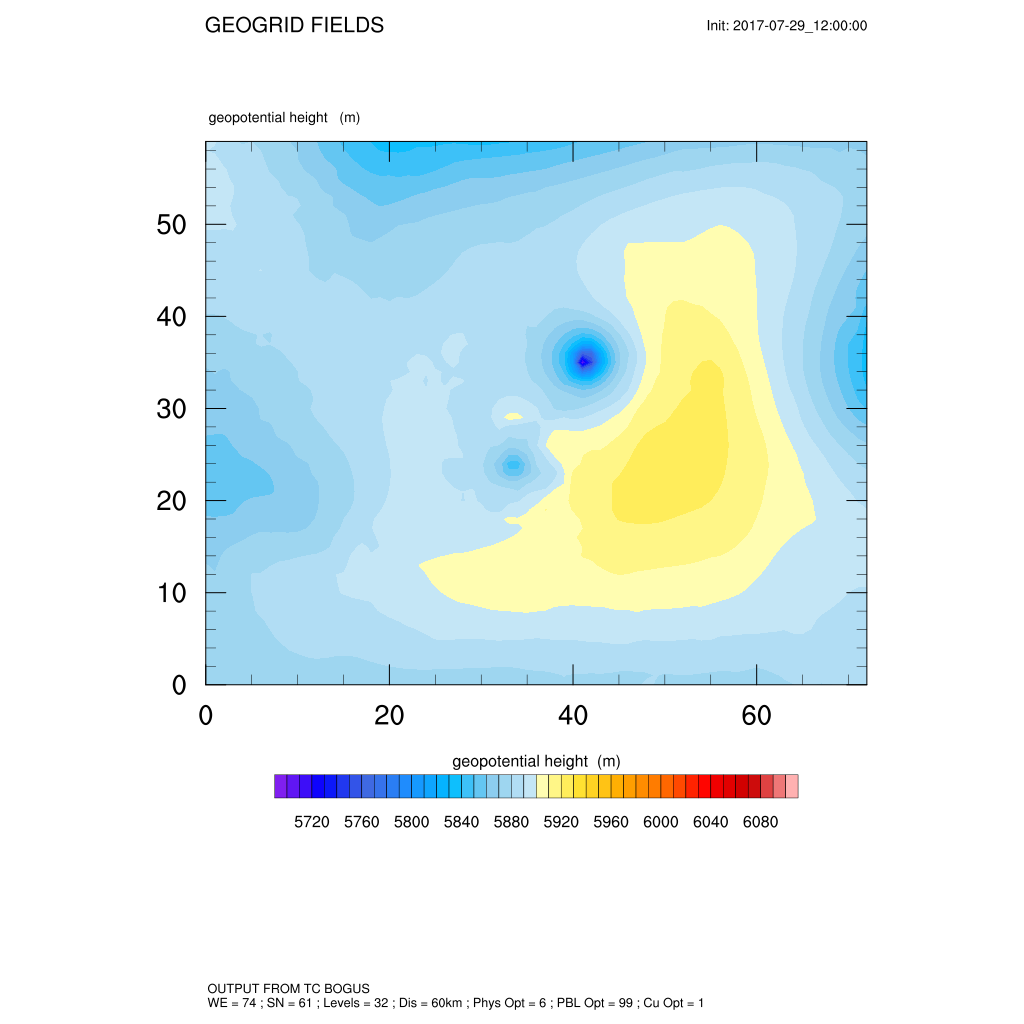 GEOGRID FIELDS
Init: 2017-07-29_12:00:00
geopotential height (m)
50
40
30
20
10
0
0 20 40 60
geopotential height (m)
5720 5760 5800 5840 5880 5920 5960 6000 6040 6080
OUTPUT FROM TC BOGUS
WE = 74 ; SN = 61 ; Levels = 32 ; Dis = 60km ; Phys Opt = 6 ; PBL Opt = 99 ; Cu Opt = 1